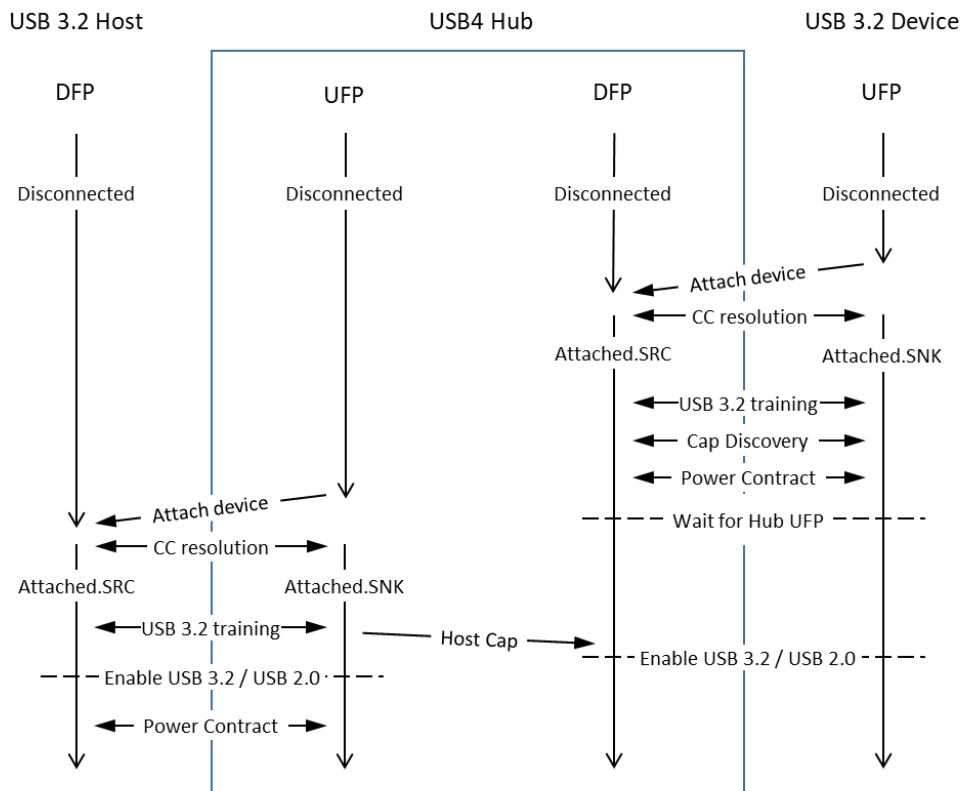 USB 3.2 Host
USB4 Hub
USB 3.2 Device
DFP
UFP
DFP
UFP
Disconnected
Disconnected
Disconnected
Disconnected
Attach device
CC resolution
Attached.SRC
Attached.SNK
USB 3.2 training
Cap Discovery
Power Contract
Wait for Hub UFP
Attach device
CC resolution
Attached.SRC
Attached.SNK
USB 3.2 training
Host Cap
Enable USB 3.2 / USB 2.0
Enable USB 3.2 / USB 2.0
Power Contract